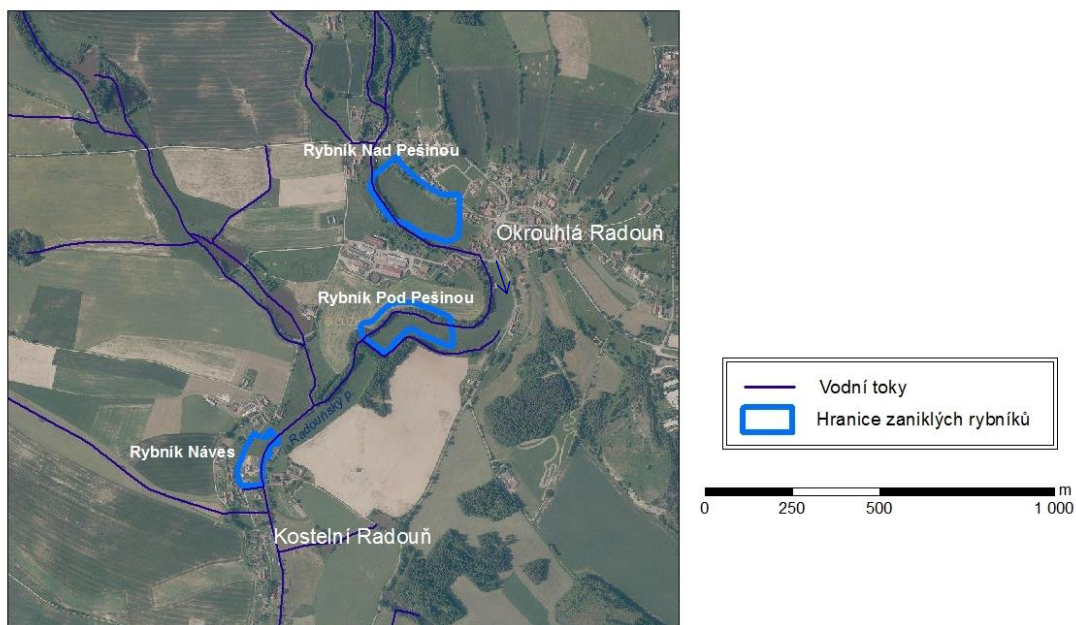 Rybník Nad Pešinou
Okrouhlá Radouň
Rybník Pod Pešinou
Radouňský p.
Rybník Náves
Kostelní Radouň
Vodní toky
Hranice zaniklých rybníků
m
0 250 500 1 000